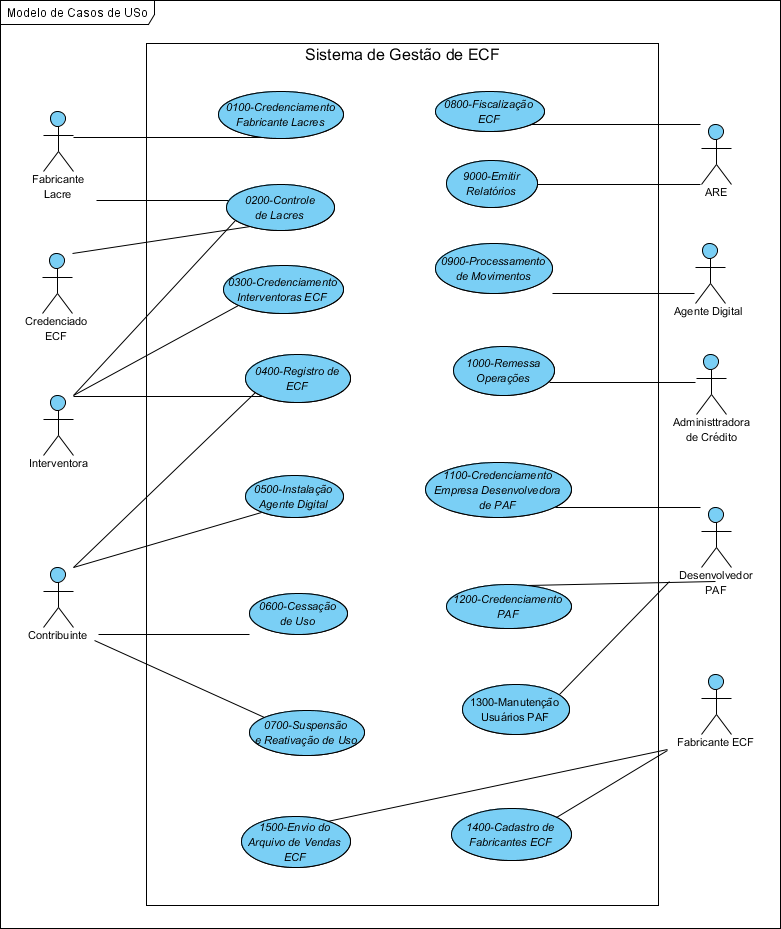 Modelo de Casos de USo
Sistema de Gestão de ECF
0100-Credenciamento
Fabricante Lacres
0800-Fiscalização
ECF
Fabricante
Lacre
ARE
9000-Emitir
Relatórios
0200-Controle
de Lacres
0900-Processamento
de Movimentos
Credenciado
ECF
0300-Credenciamento
Interventoras ECF
Agente Digital
0400-Registro de
ECF
1000-Remessa
Operações
Administtradora
de Crédito
Interventora
0500-Instalação
Agente Digital
1100-Credenciamento
Empresa Desenvolvedora
de PAF
Desenvolvedor
PAF
0600-Cessação
de Uso
1200-Credenciamento
PAF
Contribuinte
0700-Suspensão
e Reativação de Uso
1300-Manutenção
Usuários PAF
Fabricante ECF
1500-Envio do
Arquivo de Vendas
ECF
1400-Cadastro de
Fabricantes ECF